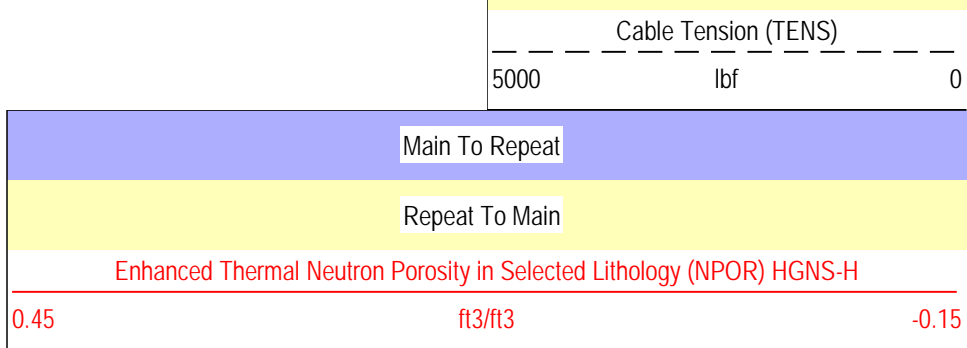 Cable Tension (TENS)
5000 lbf 0
Main To Repeat
Repeat To Main
Enhanced Thermal Neutron Porosity in Selected Lithology (NPOR) HGNS-H
0.45 ft3/ft3 -0.15